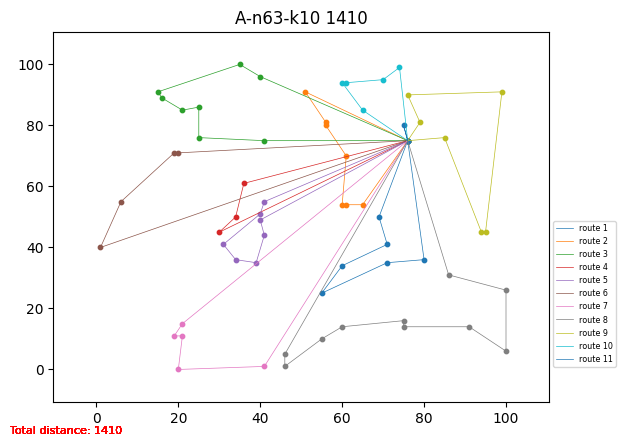 A-n63-k10 1410
100
80
60
40
20
0
0 20 40 60 80 100
route 1
route 2
route 3
route 4
route 5
route 6
route 7
route 8
route 9
route 10
route 11
Total distance: 1410